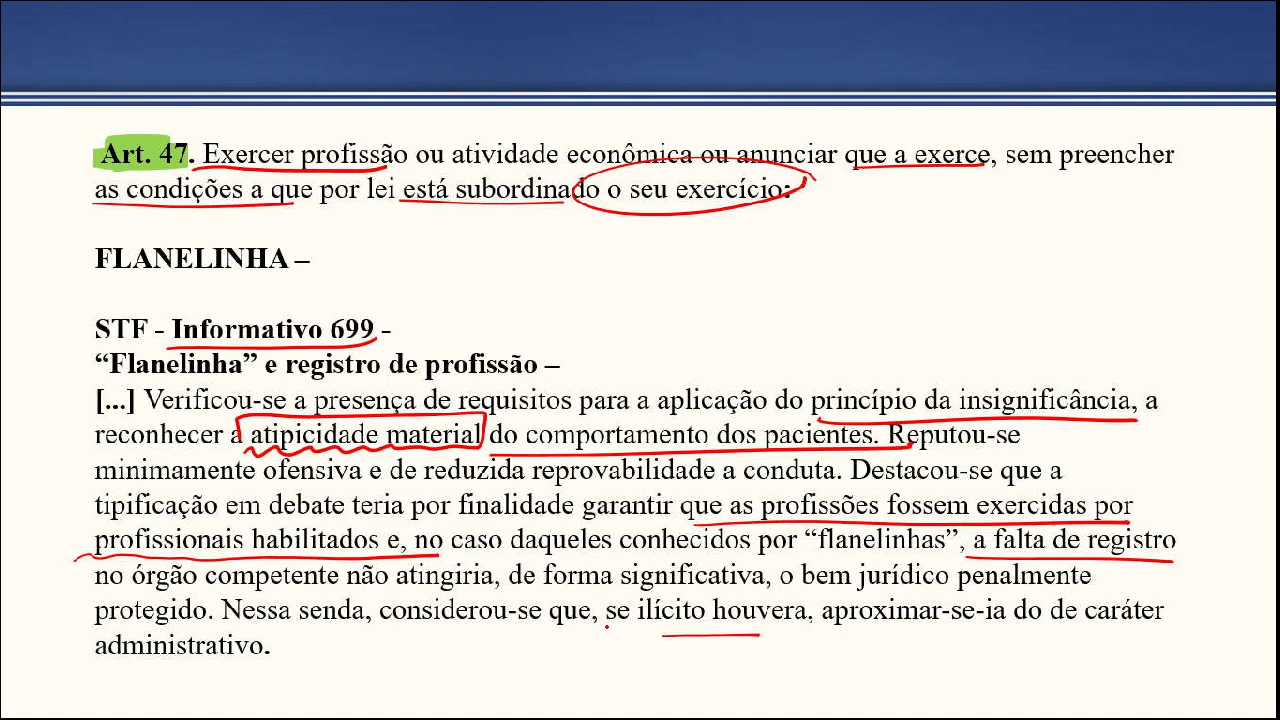 Art. 47. Exercer profissão ou atividade econômica ou anunciar que a exerce, sem preencher
as condições a que por lei está subordinado o seu exercício:
FLANELINHA –
STF - Informativo 699 -
“Flanelinha” e registro de profissão –
[...] Verificou-se a presença de requisitos para a aplicação do princípio da insignificância, a
reconhecer a atipicidade material do comportamento dos pacientes. Reputou-se
minimamente ofensiva e de reduzida reprovabilidade a conduta. Destacou-se que a
tipificação em debate teria por finalidade garantir que as profissões fossem exercidas por
profissionais habilitados e, no caso daqueles conhecidos por “flanelinhas”, a falta de registro
no órgão competente não atingiria, de forma significativa, o bem jurídico penalmente
protegido. Nessa senda, considerou-se que, se ilícito houvera, aproximar-se-ia do de caráter
administrativo.